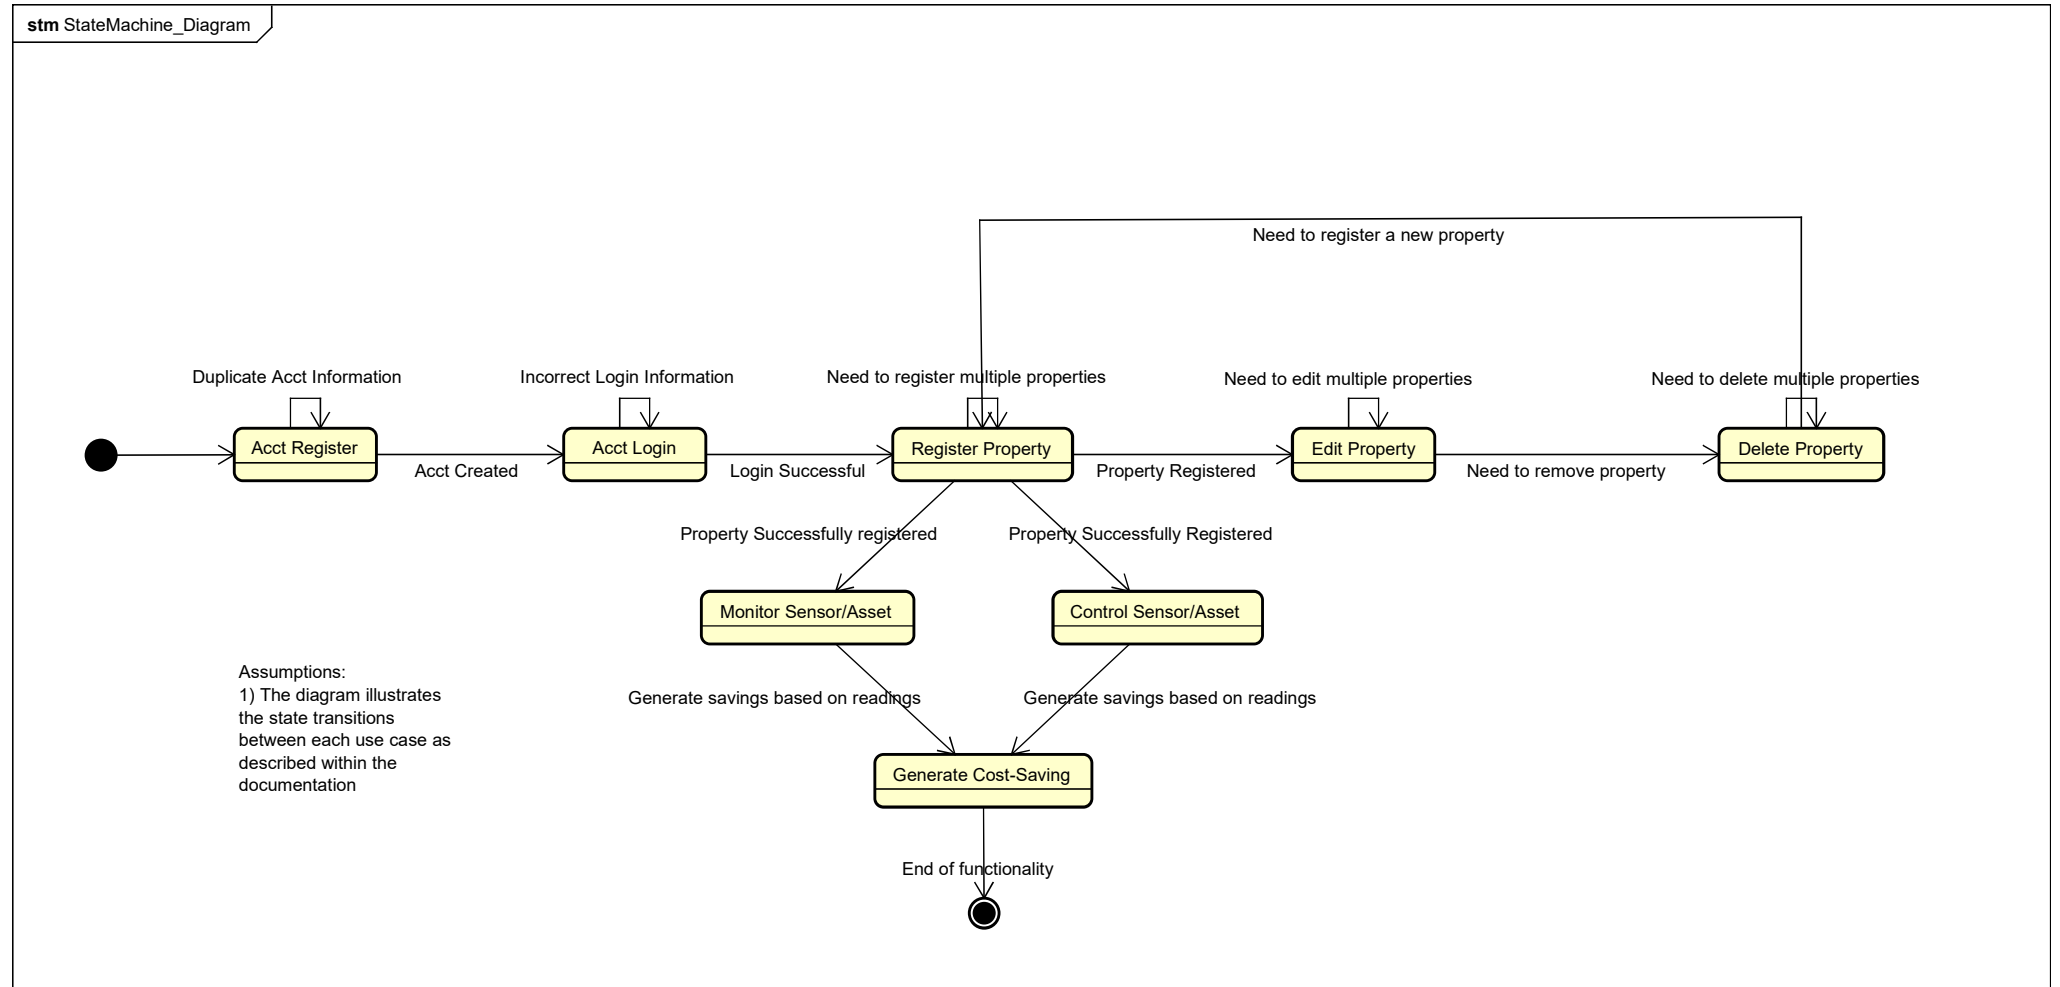 stm StateMachine_Diagram
Need to register a new property
Duplicate Acct Information
Incorrect Login Information
Need to register multiple properties
Need to edit multiple properties
Need to delete multiple properties
Acct Register
Acct Login
Register Property
Edit Property
Delete Property
Acct Created
Login Successful
Property Registered
Need to remove property
Property Successfully registered
Property Successfully Registered
Monitor Sensor/Asset
Control Sensor/Asset
Assumptions:
1) The diagram illustrates
the state transitions
between each use case as
described within the
documentation
Generate savings based on readings
Generate savings based on readings
Generate Cost-Saving
End of functionality